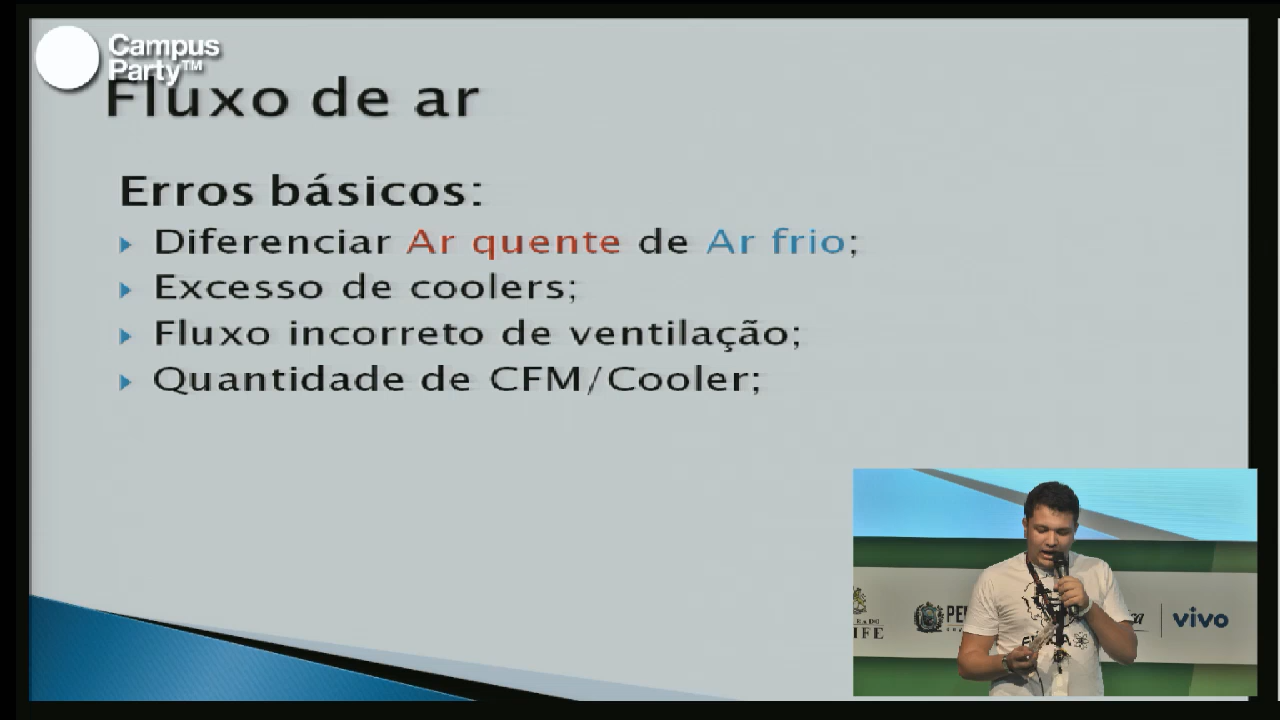 Campus
Party™
Fluxo de ar
Erros básicos:
Diferenciar Ar quente de Ar frio;
Excesso de coolers;
Fluxo incorreto de ventilação;
Quantidade de CFM/Cooler;
vivo